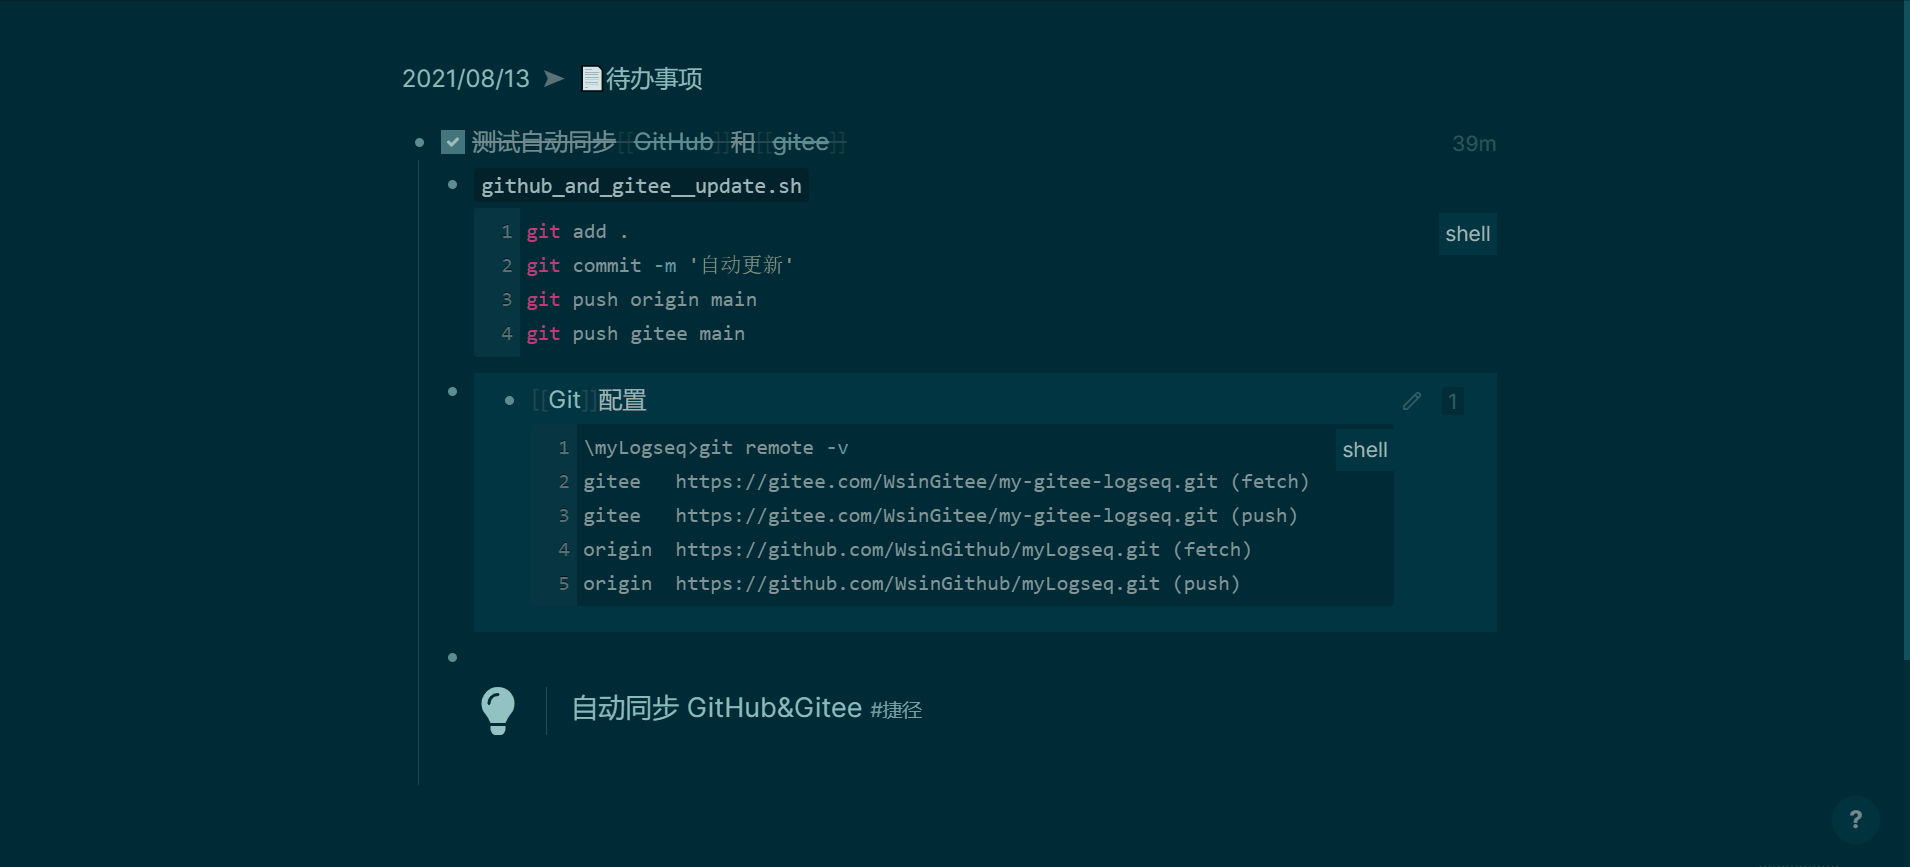 2021/08/13 ➤ 📄待办事项
测试自动同步[[GitHub]]和[[gitee]] 39m
github_and_gitee__update.sh
1 git add .
shell
2 git commit -m '自动更新'
3 git push origin main
4 git push gitee main
[[Git]]配置 1
1 \myLogseq>git remote -v
shell
2 gitee   https://gitee.com/WsinGitee/my-gitee-logseq.git (fetch)
3 gitee   https://gitee.com/WsinGitee/my-gitee-logseq.git (push)
4 origin  https://github.com/WsinGithub/myLogseq.git (fetch)
5 origin  https://github.com/WsinGithub/myLogseq.git (push)
自动同步 GitHub&Gitee #捷径
?